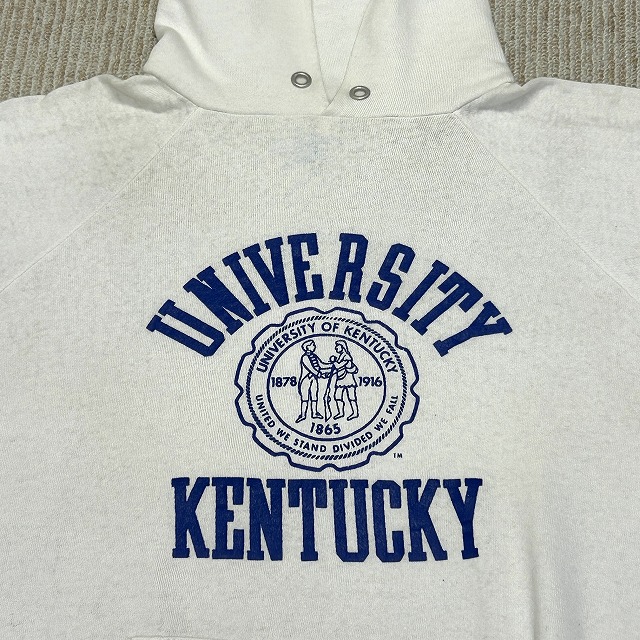 UNIVERSITY
UNIVERSITY OF KENTUCKY
1878 1916
1865
UNITED WE STAND DIVIDED WE FALL
TM
KENTUCKY